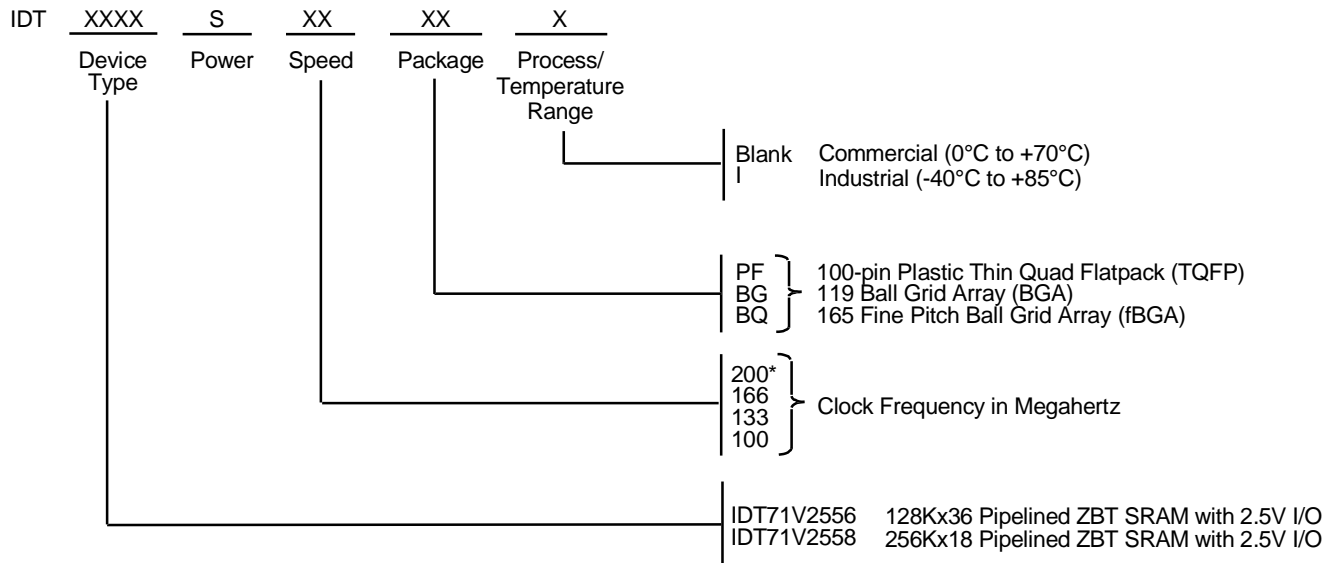 IDT XXXX S XX XX X
Device Type Power Speed Package Process/ Temperature Range
Blank Commercial (0°C to +70°C)
I Industrial (-40°C to +85°C)
PF 100-pin Plastic Thin Quad Flatpack (TQFP)
BG 119 Ball Grid Array (BGA)
BQ 165 Fine Pitch Ball Grid Array (fBGA)
200*
166
133
100
Clock Frequency in Megahertz
IDT71V2556 128Kx36 Pipelined ZBT SRAM with 2.5V I/O
IDT71V2558 256Kx18 Pipelined ZBT SRAM with 2.5V I/O